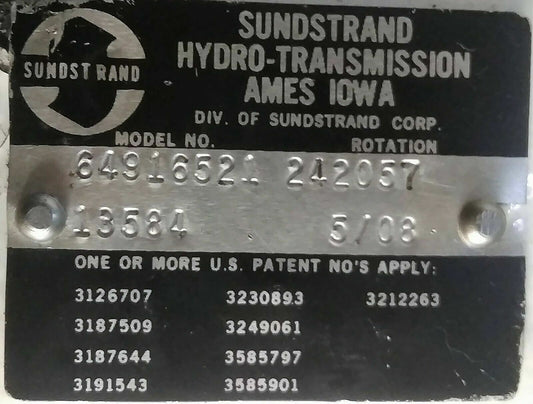 SUNDSTRAND
SUNDSTRAND
HYDRO-TRANSMISSION
AMES IOWA
DIV. OF SUNDSTRAND CORP.
MODEL NO. ROTATION
64916521 242057
13584 5/08
ONE OR MORE U.S. PATENT NO'S APPLY:
3126707 3230893 3212263
3187509 3249061
3187644 3585797
3191543 3585901